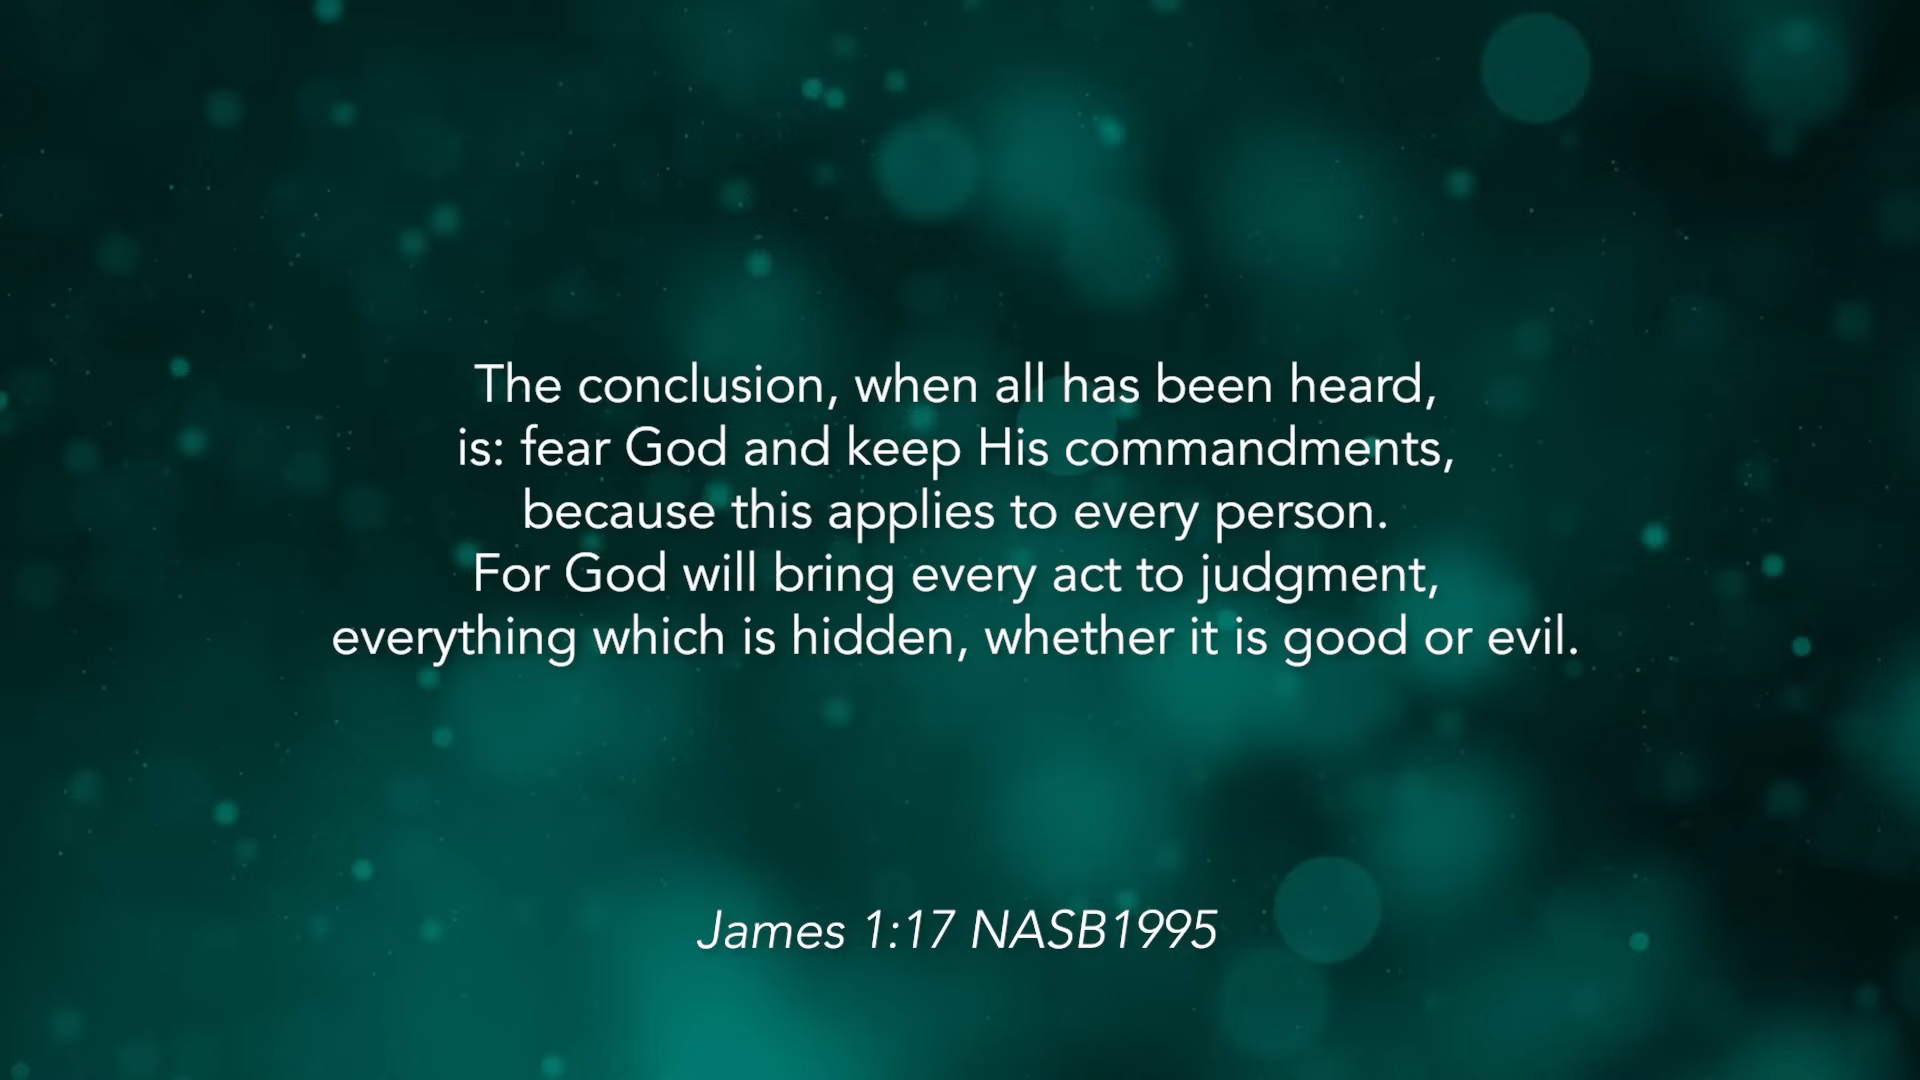 The conclusion, when all has been heard,
is: fear God and keep His commandments,
because this applies to every person.
For God will bring every act to judgment,
everything which is hidden, whether it is good or evil.
James 1:17 NASB1995